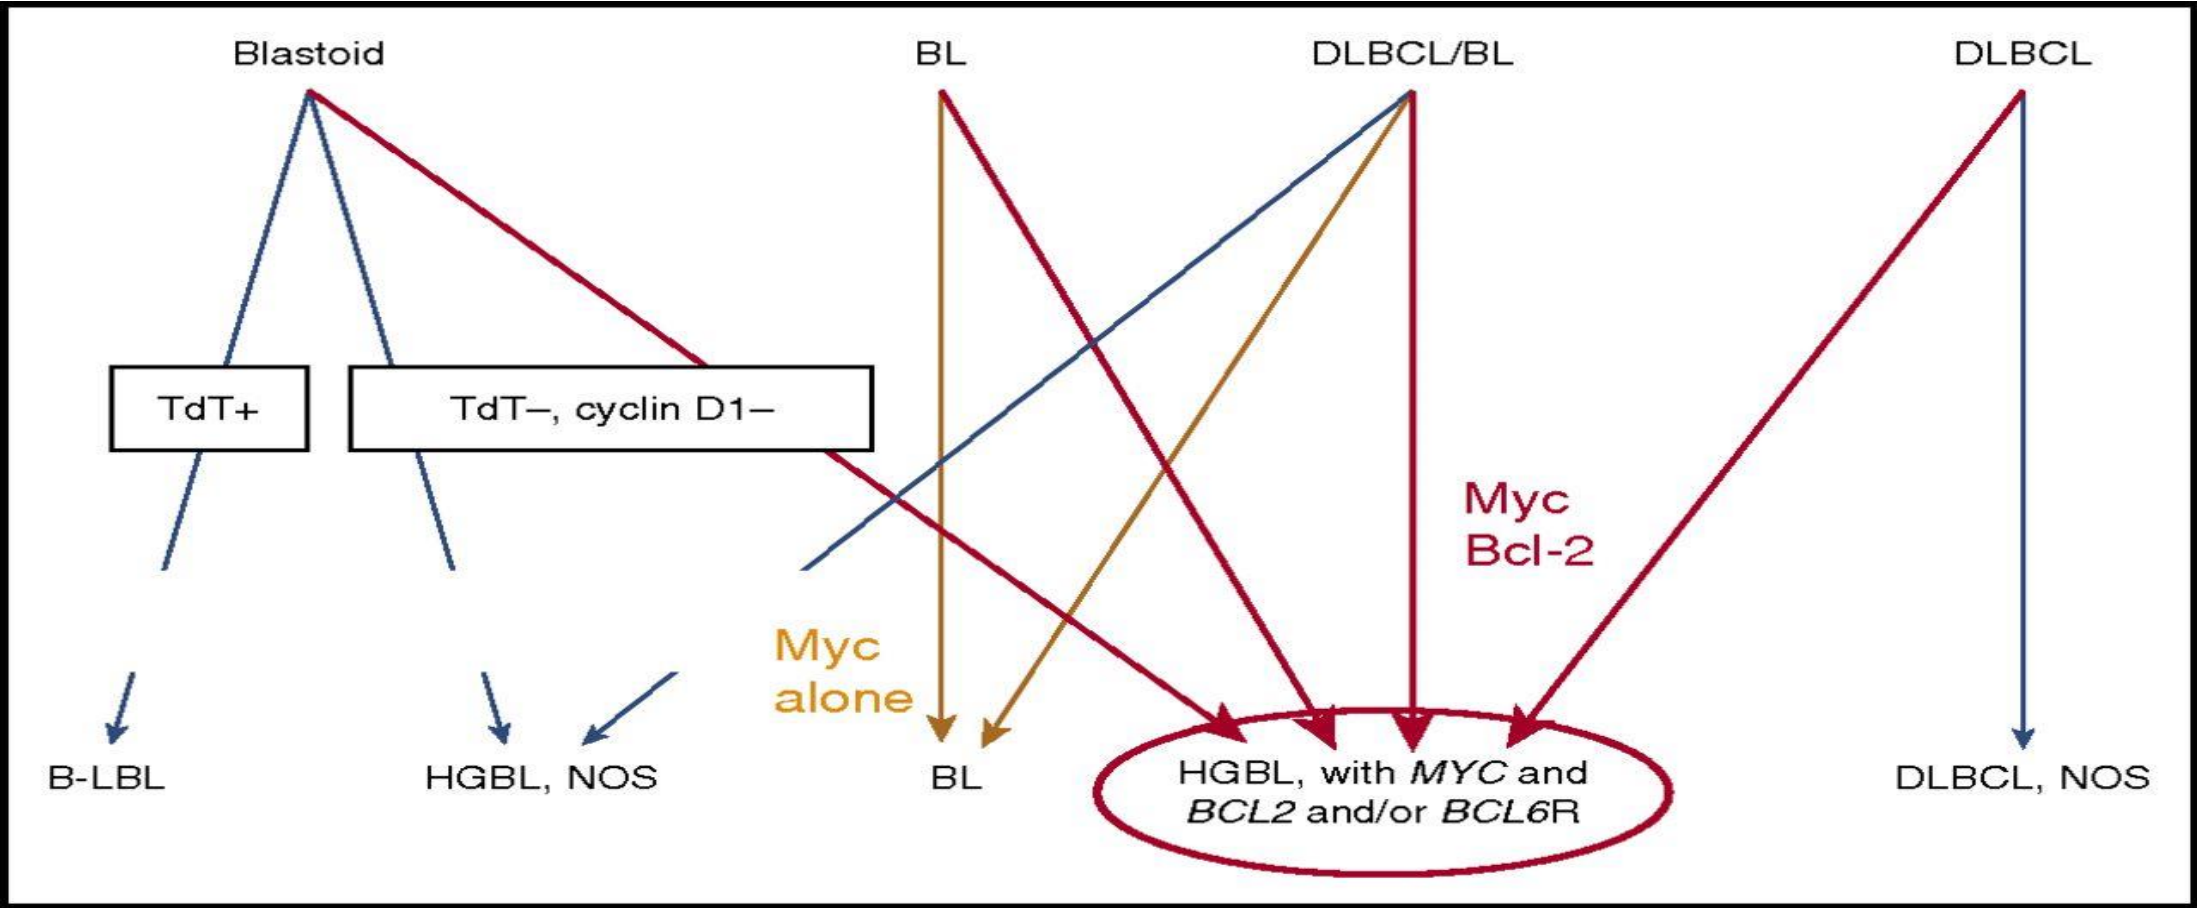 Blastoid
BL
DLBCL/BL
DLBCL
TdT+
TdT–, cyclin D1–
Myc
Bcl-2
Myc
alone
B-LBL
HGBL, NOS
BL
HGBL, with MYC and
BCL2 and/or BCL6R
DLBCL, NOS